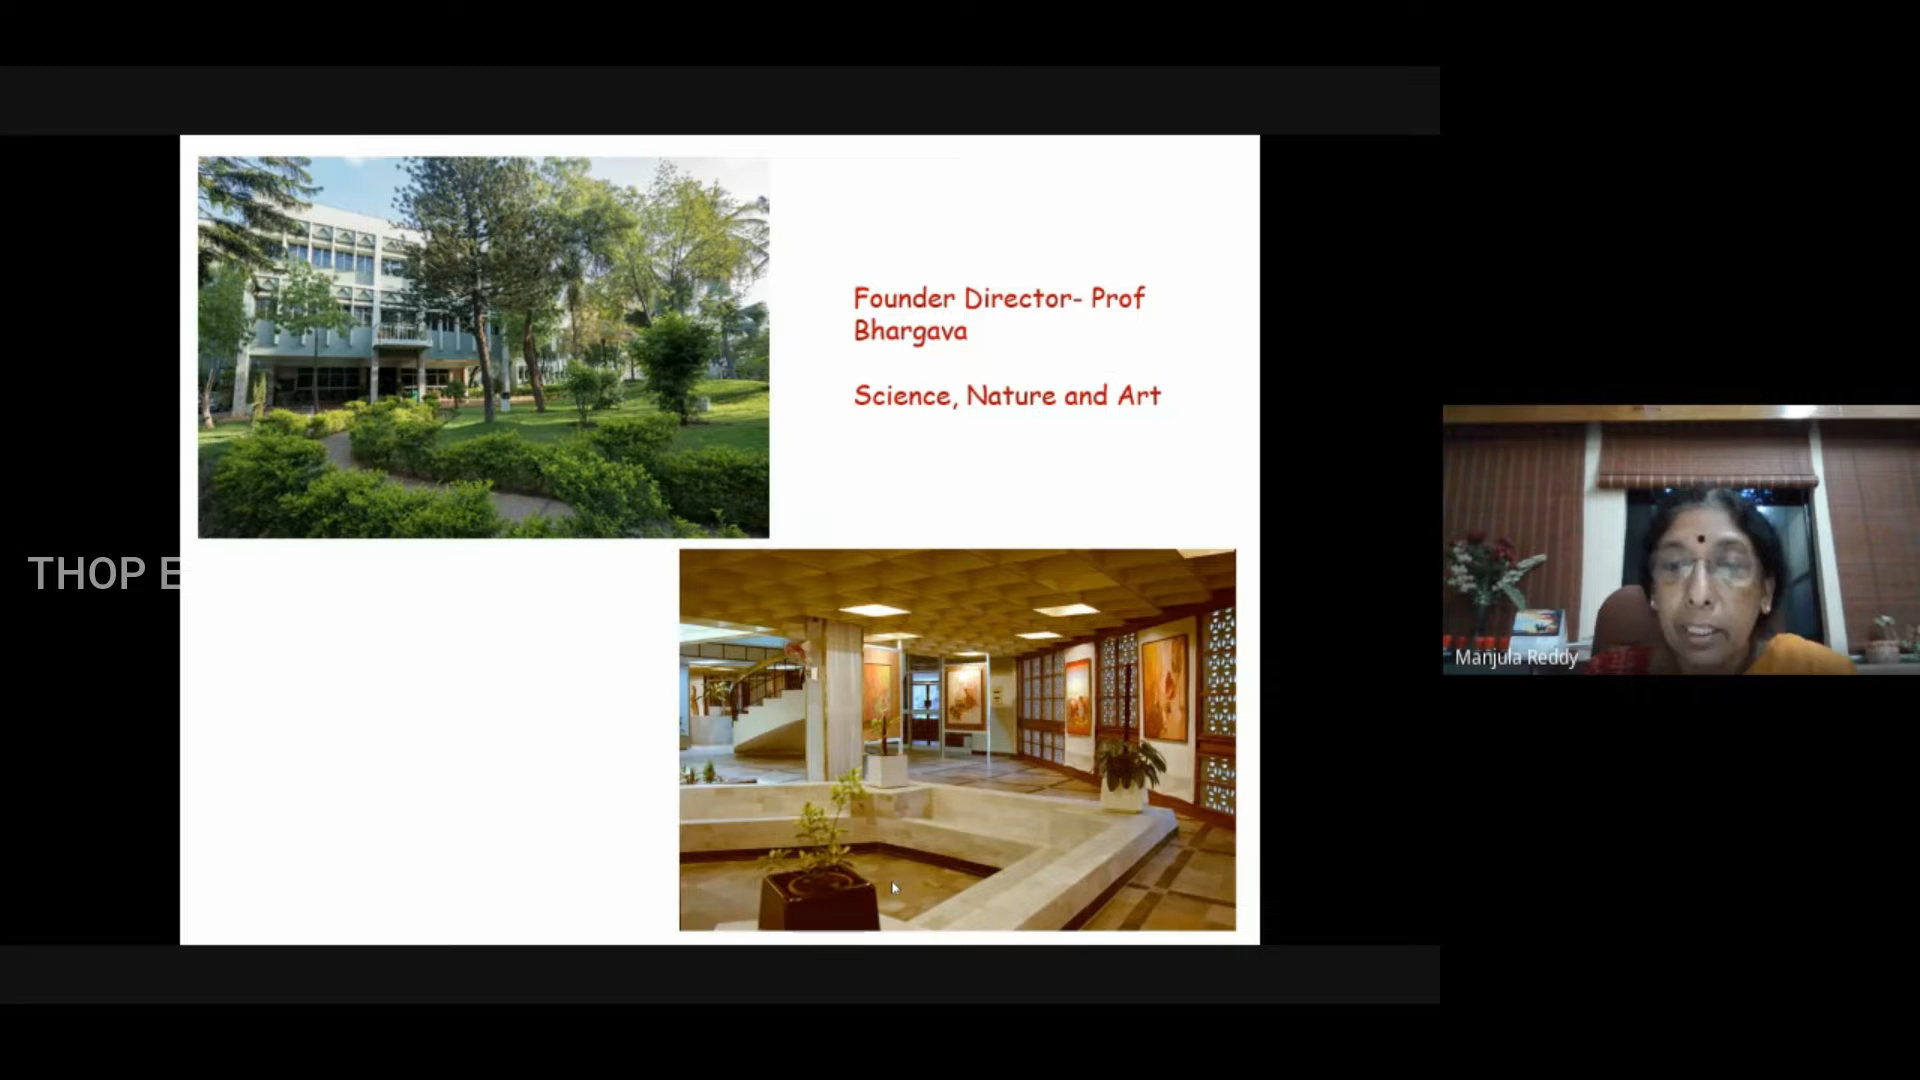 Founder Director- Prof
Bhargava
Science, Nature and Art
THOP E
Manjula Reddy